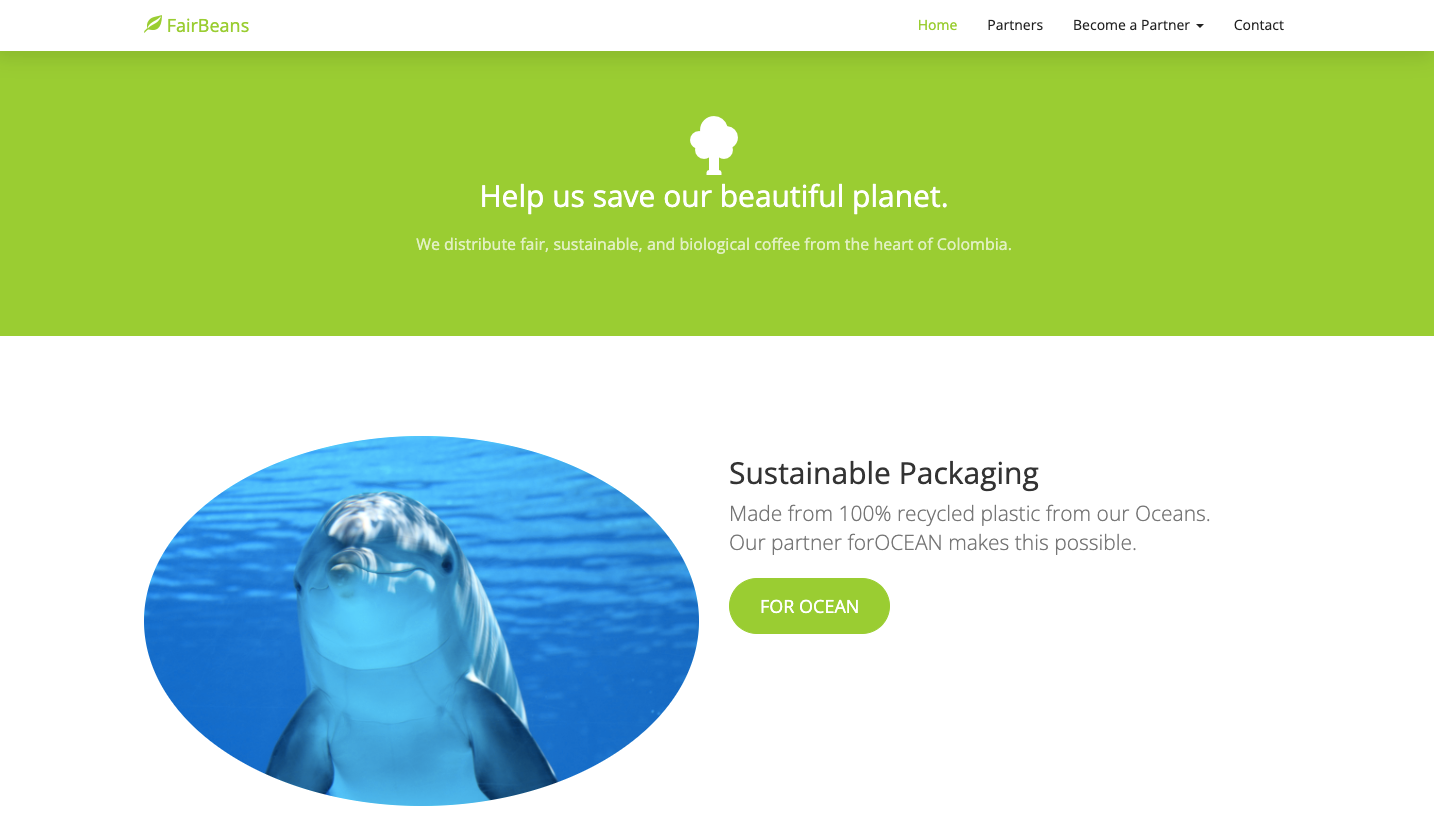 FairBeans
Home
Partners
Become a Partner
Contact
Help us save our beautiful planet.
We distribute fair, sustainable, and biological coffee from the heart of Colombia.
Sustainable Packaging
Made from 100% recycled plastic from our Oceans.
Our partner forOCEAN makes this possible.
FOR OCEAN